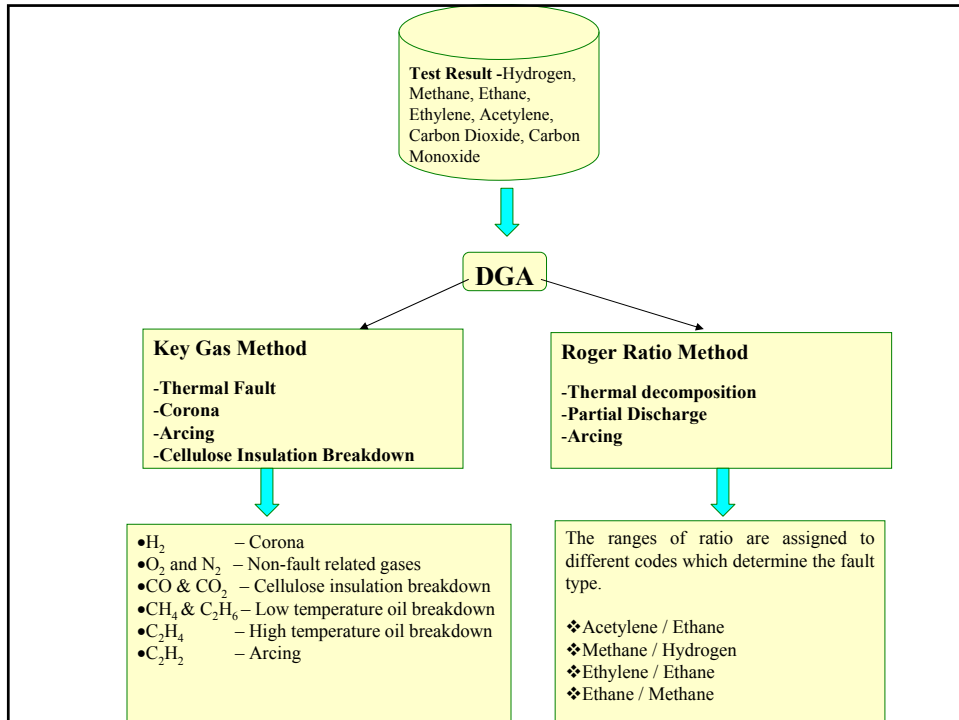 Test Result -Hydrogen,
Methane, Ethane,
Ethylene, Acetylene,
Carbon Dioxide, Carbon
Monoxide
DGA
Key Gas Method
-Thermal Fault
-Corona
-Arcing
-Cellulose Insulation Breakdown
Roger Ratio Method
-Thermal decomposition
-Partial Discharge
-Arcing
●H₂ – Corona
●O₂ and N₂ – Non-fault related gases
●CO & CO₂ – Cellulose insulation breakdown
●CH₄ & C₂H₆ – Low temperature oil breakdown
●C₂H₄ – High temperature oil breakdown
●C₂H₂ – Arcing
The ranges of ratio are assigned to
different codes which determine the fault
type.
❖Acetylene / Ethane
❖Methane / Hydrogen
❖Ethylene / Ethane
❖Ethane / Methane